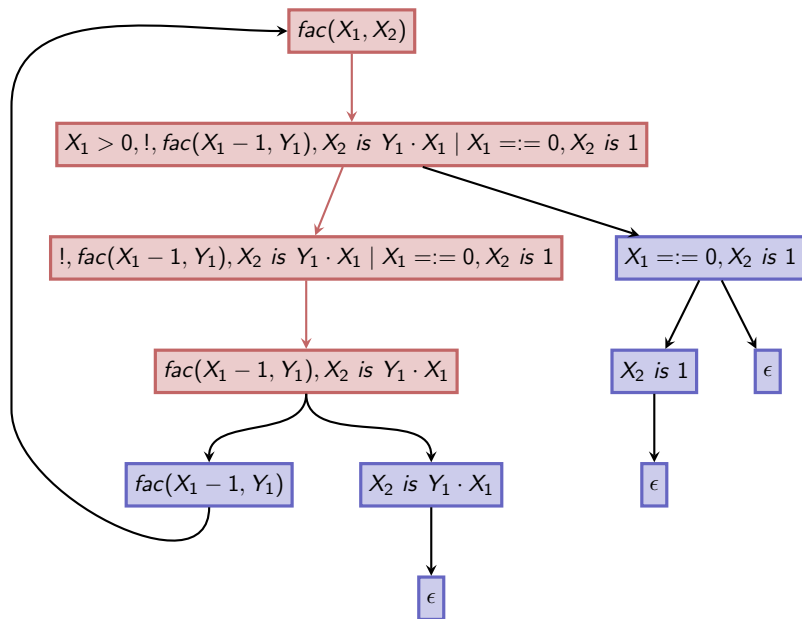 fac(X₁, X₂)
X₁ > 0, !, fac(X₁ − 1, Y₁), X₂ is Y₁ · X₁ | X₁ =:= 0, X₂ is 1
!, fac(X₁ − 1, Y₁), X₂ is Y₁ · X₁ | X₁ =:= 0, X₂ is 1
X₁ =:= 0, X₂ is 1
fac(X₁ − 1, Y₁), X₂ is Y₁ · X₁
X₂ is 1
ϵ
fac(X₁ − 1, Y₁)
X₂ is Y₁ · X₁
ϵ
ϵ